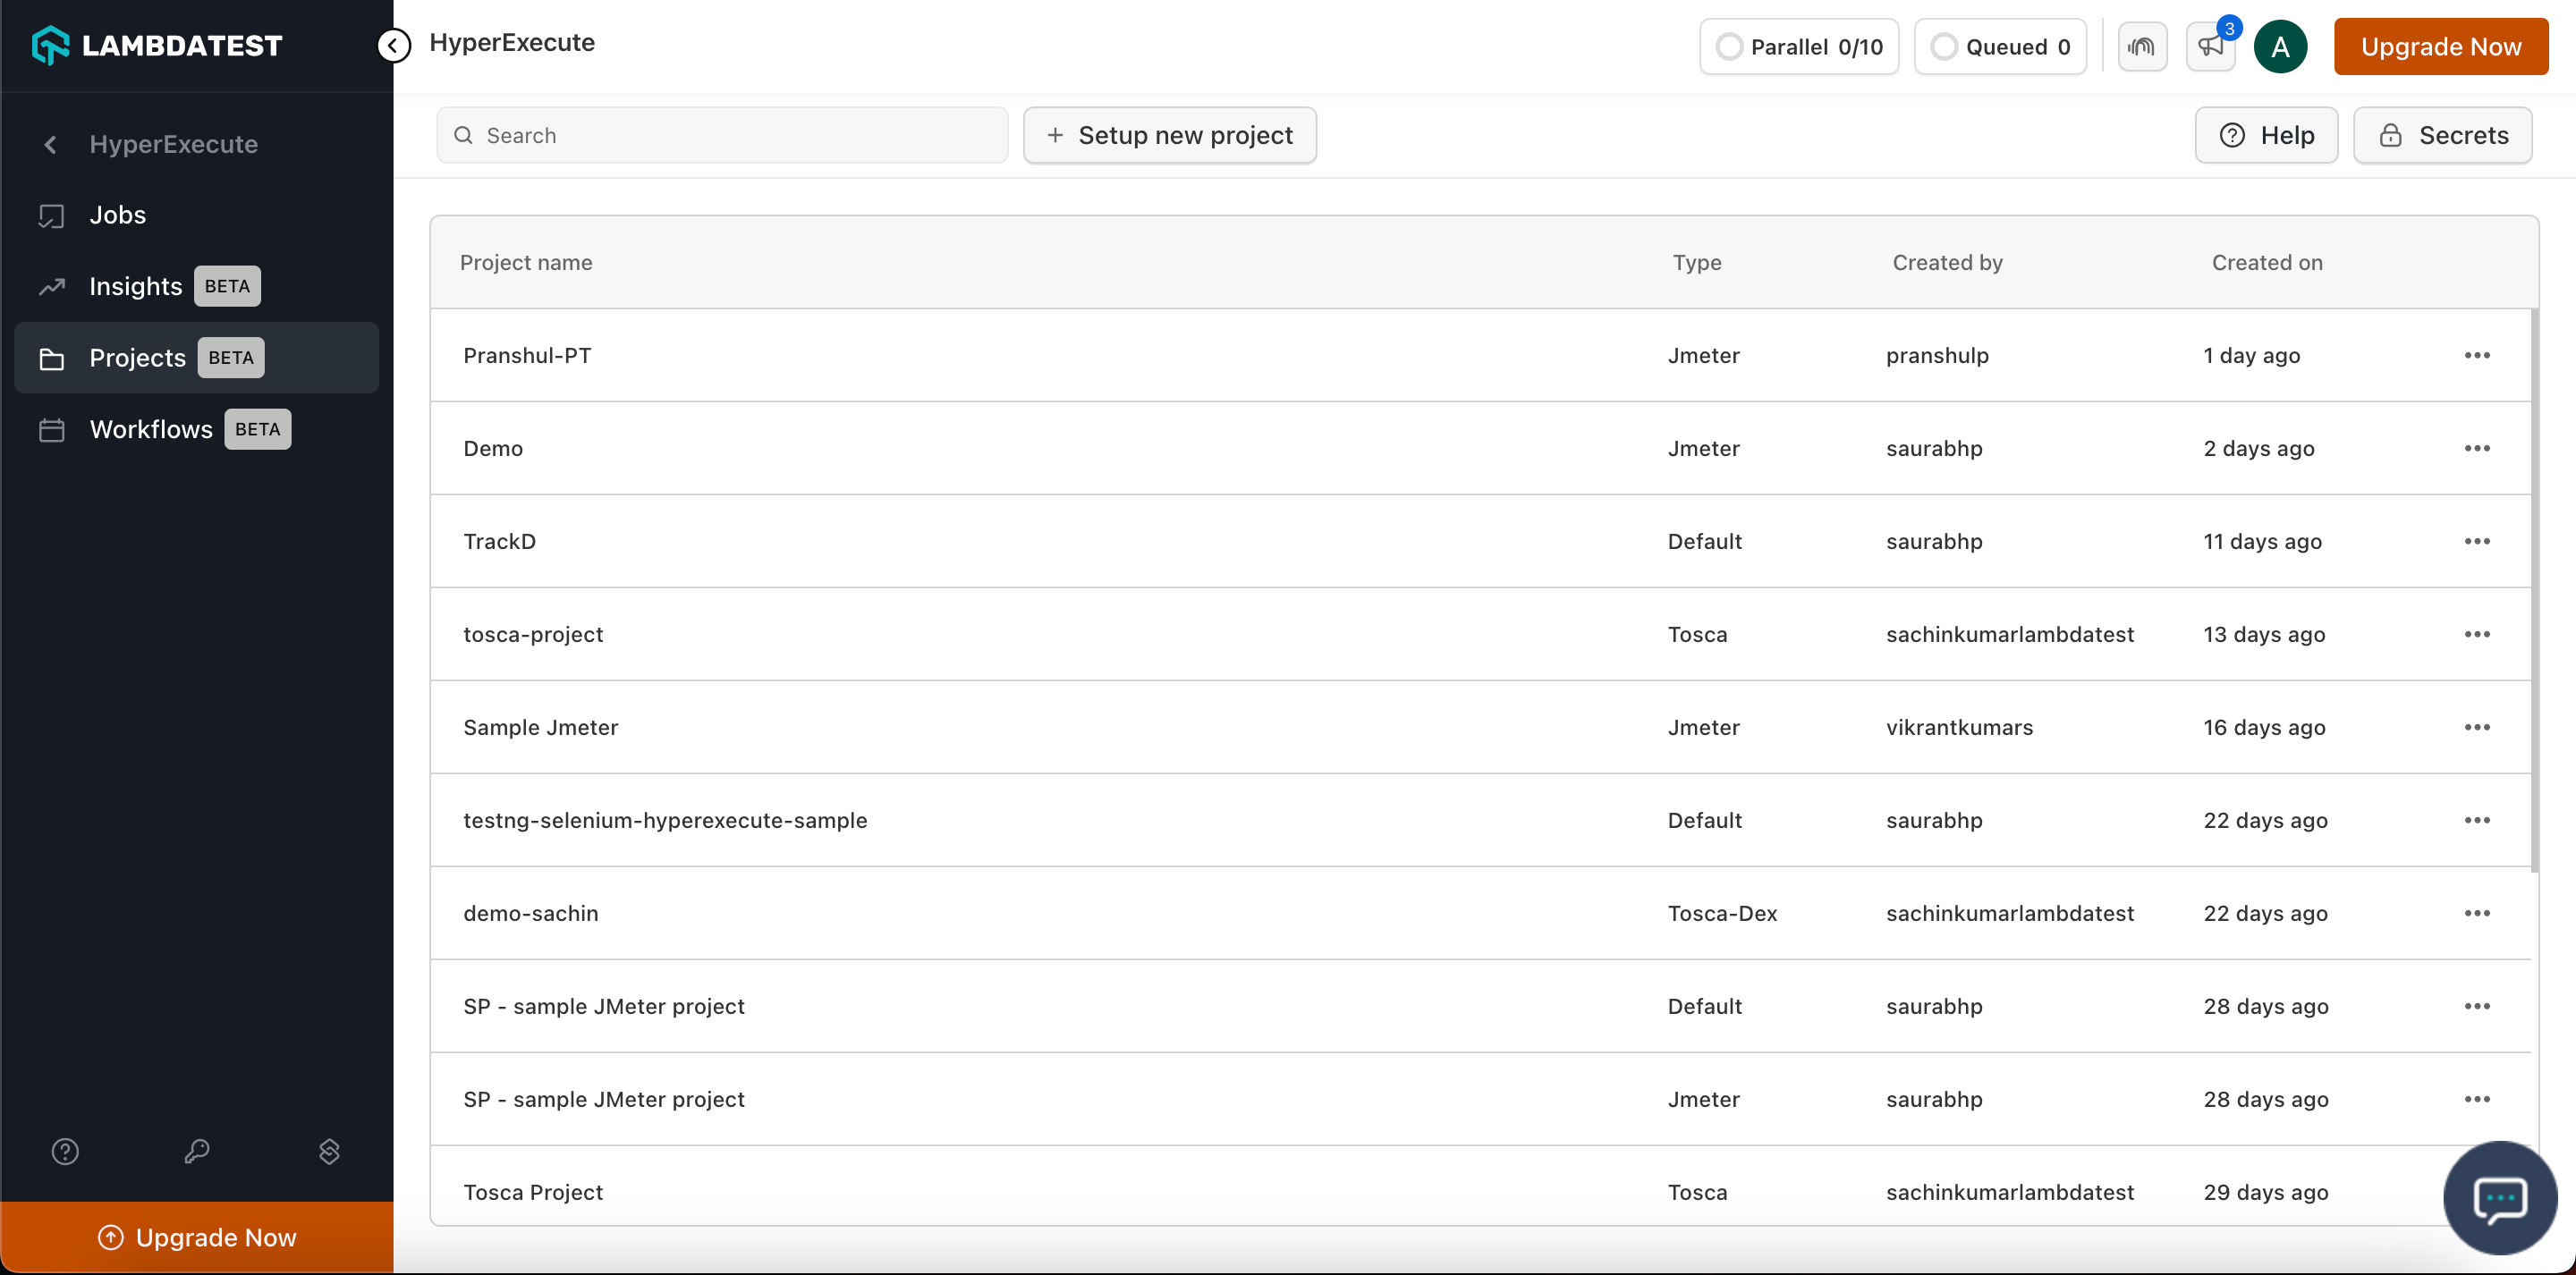 LAMBDATEST
HyperExecute
Parallel 0/10
Queued 0
3
A
Upgrade Now
HyperExecute
Jobs
Insights BETA
Projects BETA
Workflows BETA
Upgrade Now
Search
+ Setup new project
Help
Secrets
Project name Type Created by Created on
Pranshul-PT Jmeter pranshulp 1 day ago
Demo Jmeter saurabhp 2 days ago
TrackD Default saurabhp 11 days ago
tosca-project Tosca sachinkumarlambdatest 13 days ago
Sample Jmeter Jmeter vikrantkumars 16 days ago
testng-selenium-hyperexecute-sample Default saurabhp 22 days ago
demo-sachin Tosca-Dex sachinkumarlambdatest 22 days ago
SP - sample JMeter project Default saurabhp 28 days ago
SP - sample JMeter project Jmeter saurabhp 28 days ago
Tosca Project Tosca sachinkumarlambdatest 29 days ago